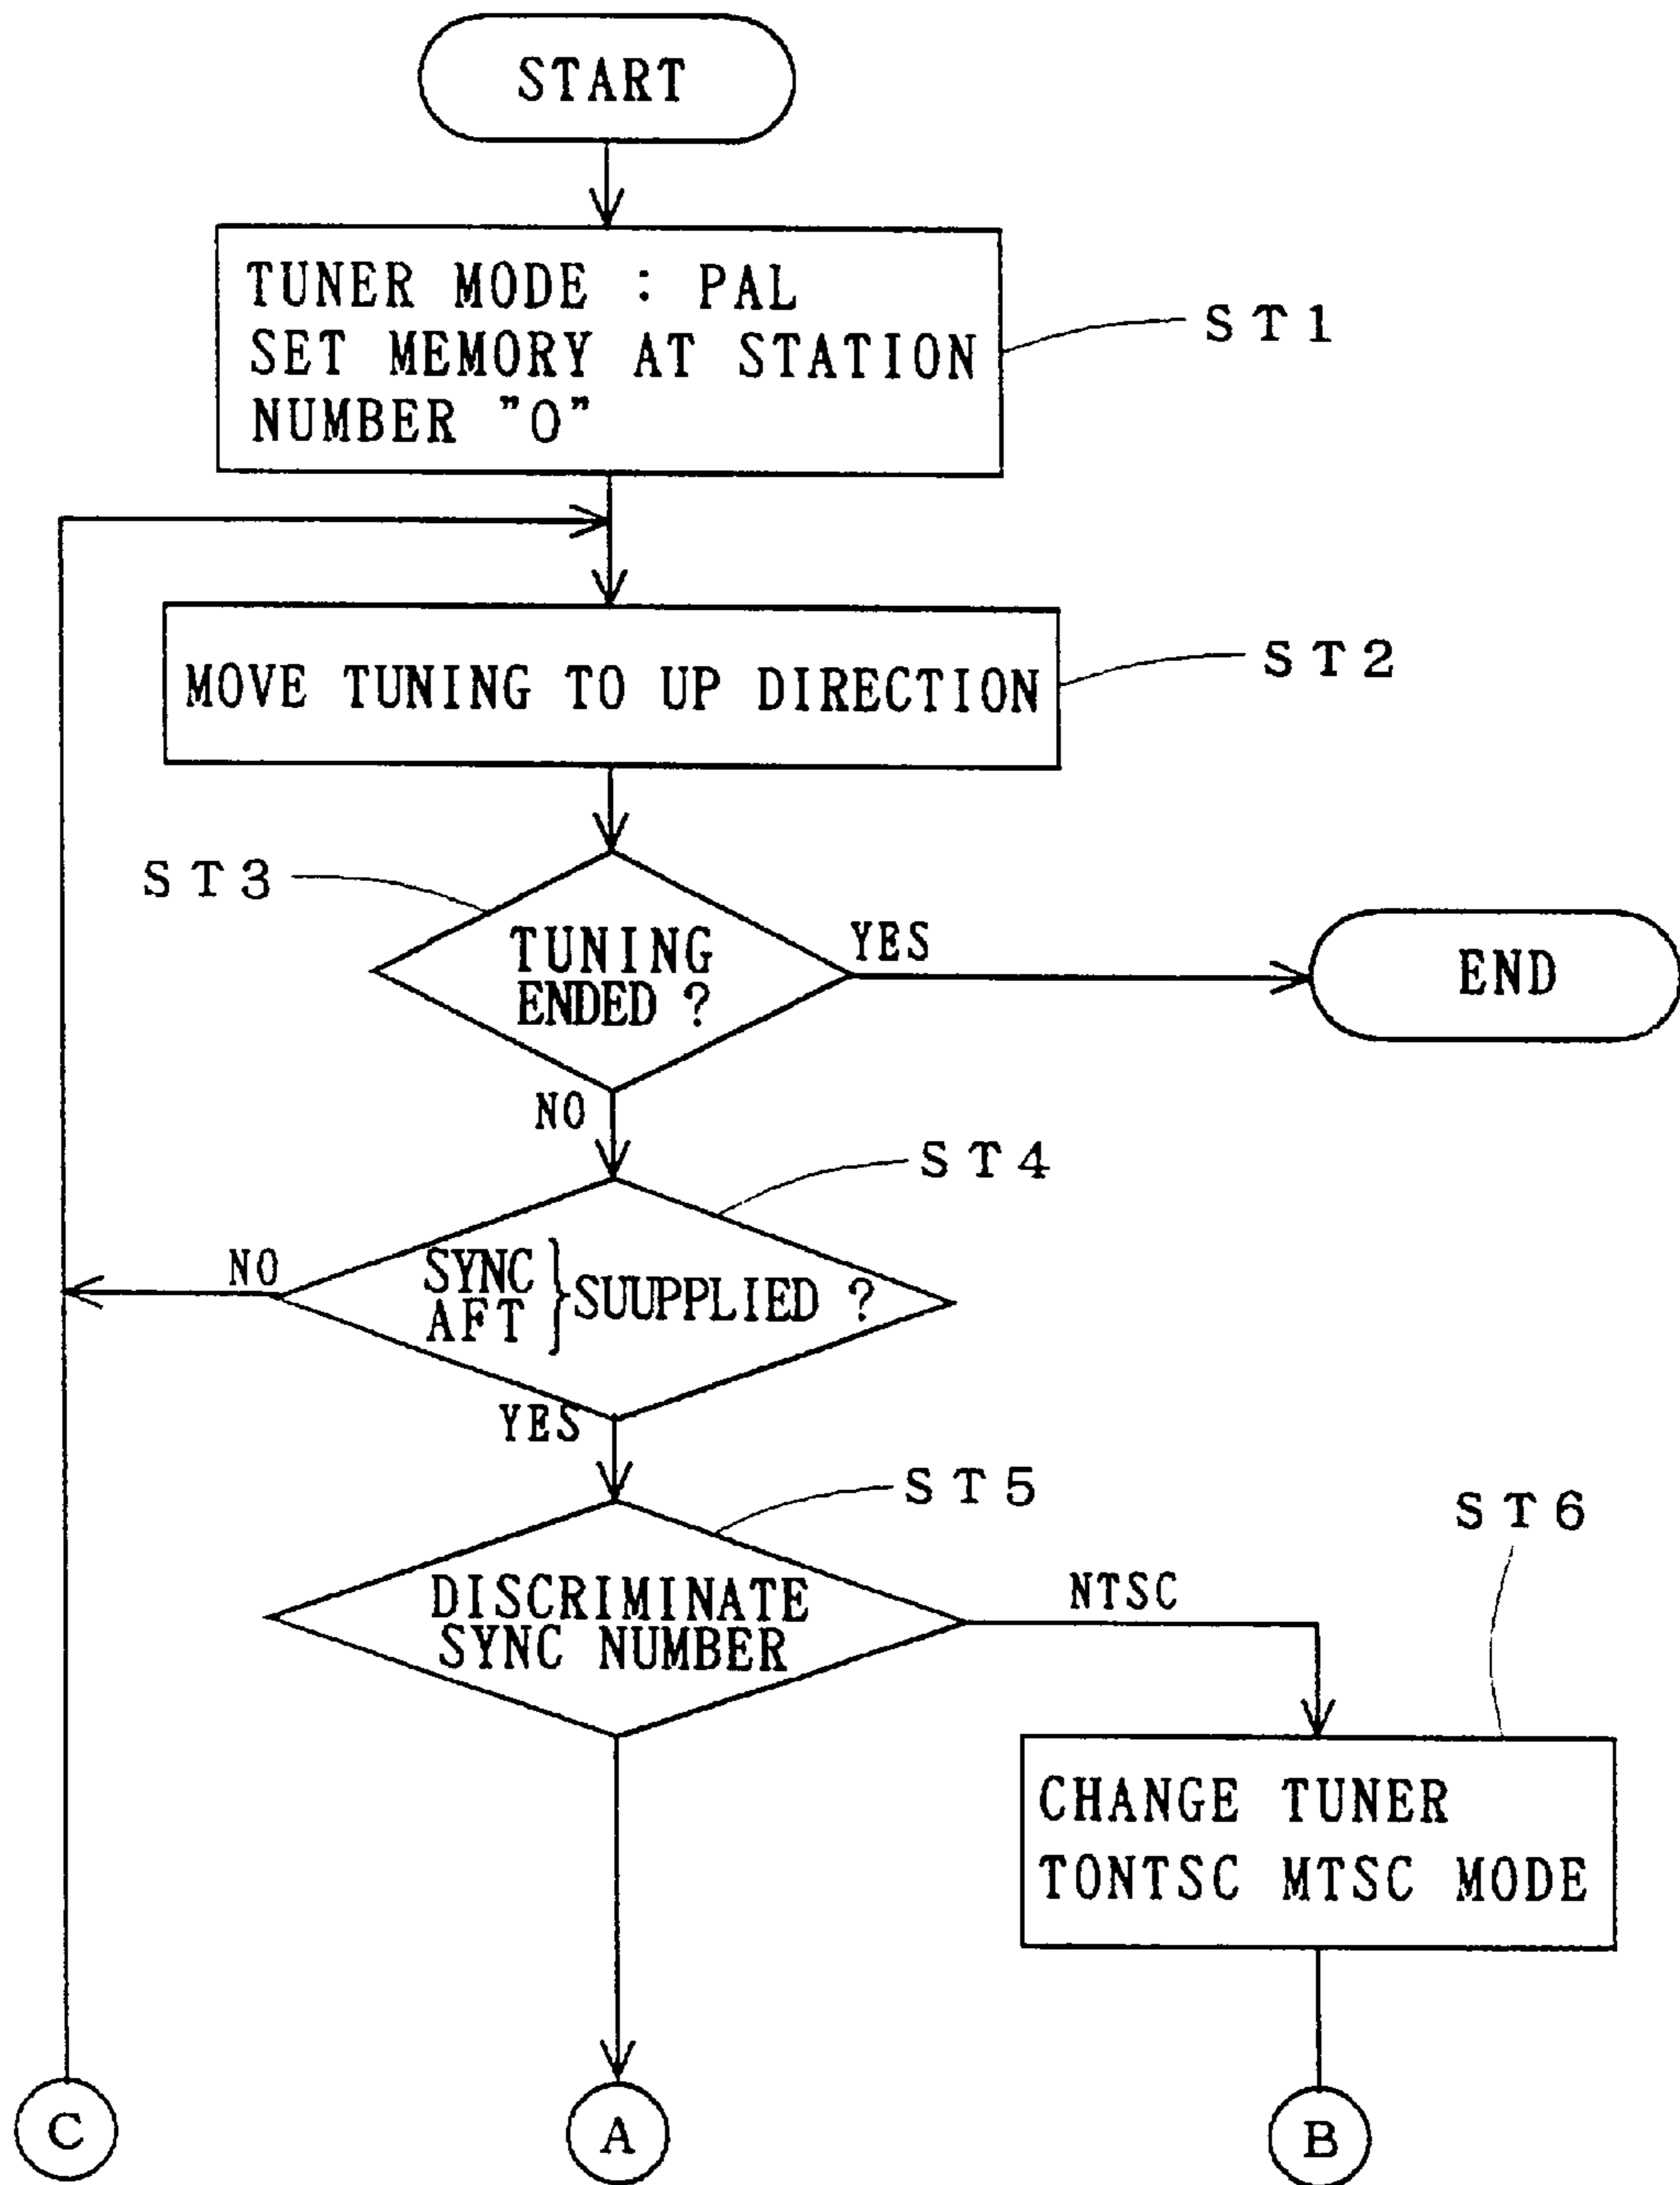 START
TUNER MODE : PAL
SET MEMORY AT STATION
NUMBER "0"
ST1
MOVE TUNING TO UP DIRECTION
ST2
ST3
TUNING
ENDED ?
YES
END
NO
ST4
NO
SYNC
AFT
} SUUPPLIED ?
YES
ST5
DISCRIMINATE
SYNC NUMBER
NTSC
ST6
CHANGE TUNER
TONTSC MTSC MODE
C
A
B